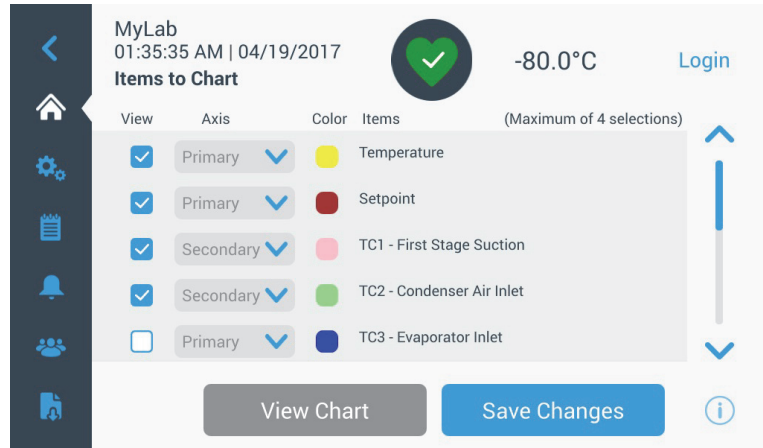 MyLab
01:35:35 AM | 04/19/2017
Items to Chart
-80.0°C
Login
View Axis Color Items (Maximum of 4 selections)
Primary Temperature
Primary Setpoint
Secondary TC1 - First Stage Suction
Secondary TC2 - Condenser Air Inlet
Primary TC3 - Evaporator Inlet
View Chart Save Changes